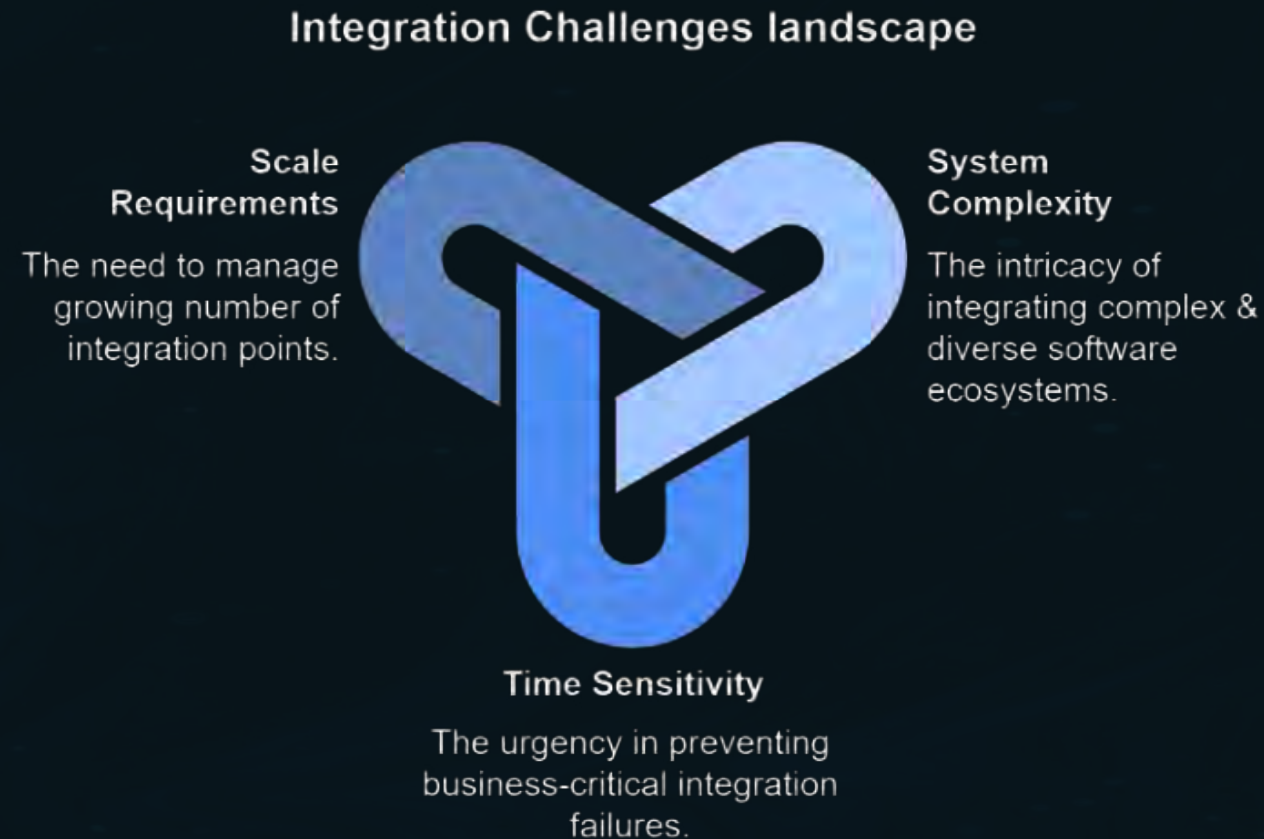 Integration Challenges landscape
Scale
Requirements
The need to manage
growing number of
integration points.
System
Complexity
The intricacy of
integrating complex &
diverse software
ecosystems.
Time Sensitivity
The urgency in preventing
business-critical integration
failures.